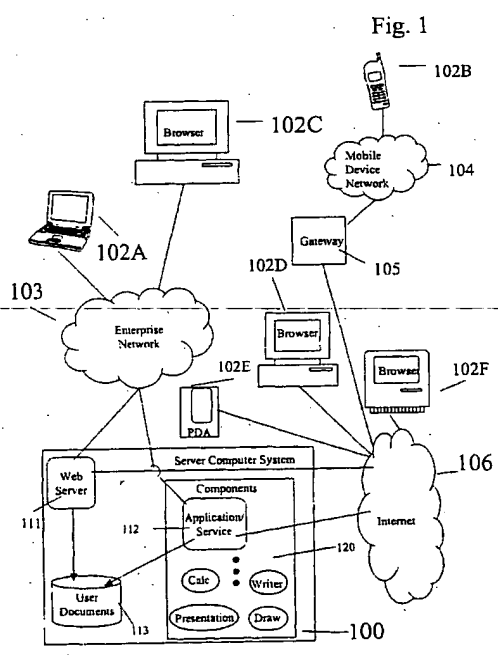 Fig. 1
102B
102C
Browser
Mobile
Device
Network
104
102A
Gateway
105
102D
103
Enterprise
Network
Browser
102E
102F
Browser
PDA
Server Computer System
106
Web
Server
Components
111
112
Application/
Service
Internet
120
Calc
Writer
User
Documents
113
Presentation
Draw
100